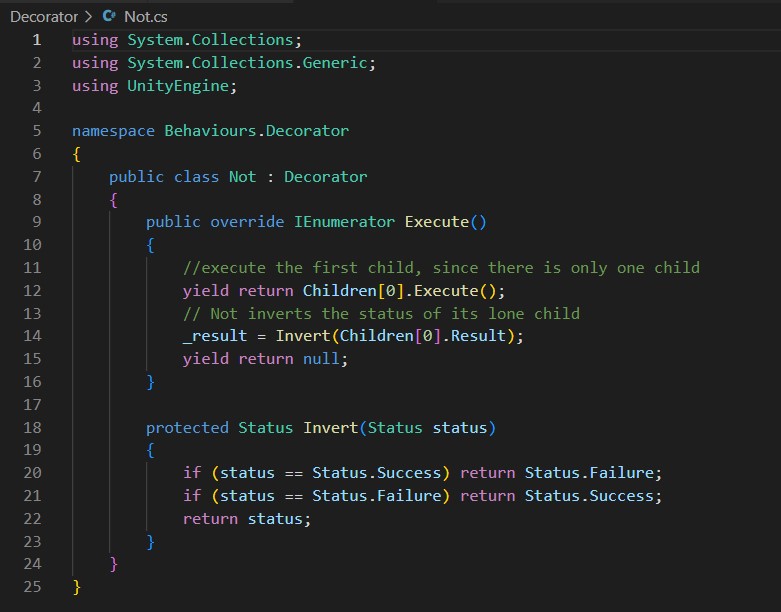 Decorator > C# Not.cs
1 using System.Collections;
2 using System.Collections.Generic;
3 using UnityEngine;
4
5 namespace Behaviours.Decorator
6 {
7     public class Not : Decorator
8     {
9         public override IEnumerator Execute()
10         {
11             //execute the first child, since there is only one child
12             yield return Children[0].Execute();
13             // Not inverts the status of its lone child
14             _result = Invert(Children[0].Result);
15             yield return null;
16         }
17
18         protected Status Invert(Status status)
19         {
20             if (status == Status.Success) return Status.Failure;
21             if (status == Status.Failure) return Status.Success;
22             return status;
23         }
24     }
25 }